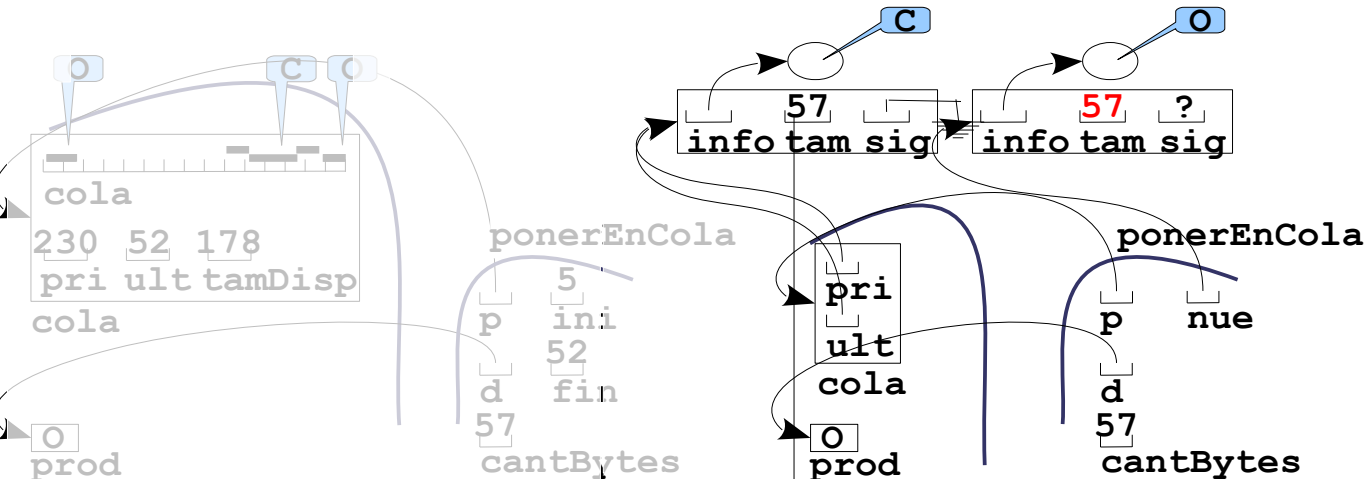 O C O
cola
230 52 178
pri ult tamDisp
cola
ponerEnCola
5
p ini
52
d fin
57
cantBytes
O
prod
C O
57
info tam sig
57 ?
info tam sig
pri
ult
cola
ponerEnCola
p nue
d
57
cantBytes
O
prod